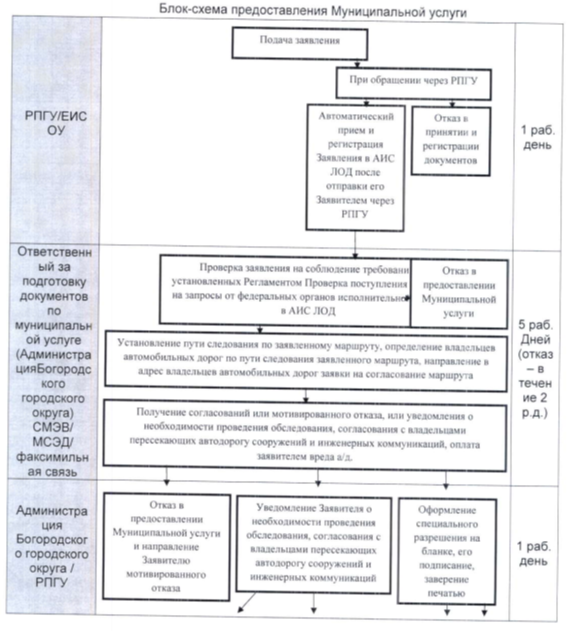 Блок-схема предоставления Муниципальной услуги
РПГУ/ЕИС
ОУ
Подача заявления
При обращении через РПГУ
Автоматический
прием и
регистрация
Заявления в АИС
ЛОД после
отправки его
Заявителем через
РПГУ
Отказ в
принятии и
регистрации
документов
1 раб.
день
Ответственн
ый за
подготовку
документов
по
муниципальн
ой услуге
(Администра
цияБогородс
кого
городского
округа)
СМЭВ/
МСЭД/
факсимильн
ая связь
Проверка заявления на соблюдение требовани
установленных Регламентом Проверка поступления
на запросы от федеральных органов исполнительн
в АИС ЛОД
Отказ в
предоставлении
Муниципальной
услуги
Установление пути следования по заявленному маршруту, определение владельцев
автомобильных дорог по пути следования заявленного маршрута, направление в
адрес владельцев автомобильных дорог заявки на согласование маршрута
Получение согласований или мотивированного отказа, или уведомления о
необходимости проведения обследования, согласования с владельцами
пересекающих автодорогу сооружений и инженерных коммуникаций, оплата
заявителем вреда а/д.
5 раб.
Дней
(отказ
– в
течен
ие 2
р.д.)
Администра
ция
Богородског
о городского
округа /
РПГУ
Отказ в
предоставлении
Муниципальной услуги
и направление
Заявителю
мотивированного
отказа
Уведомление Заявителя о
необходимости проведения
обследования, согласования с
владельцами пересекающих
автодорогу сооружений и
инженерных коммуникаций
Оформление
специального
разрешения на
бланке, его
подписание,
заверение
печатью
1 раб.
день